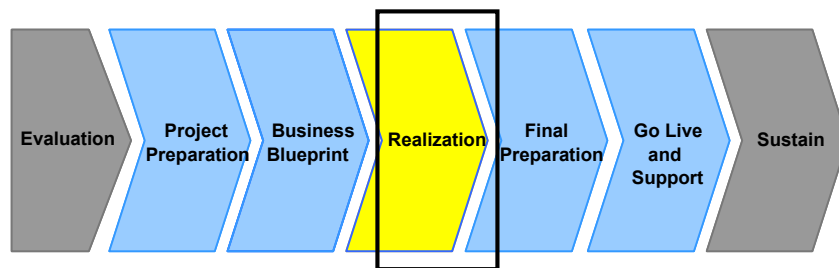 Evaluation
Project
Preparation
Business
Blueprint
Realization
Final
Preparation
Go Live
and
Support
Sustain